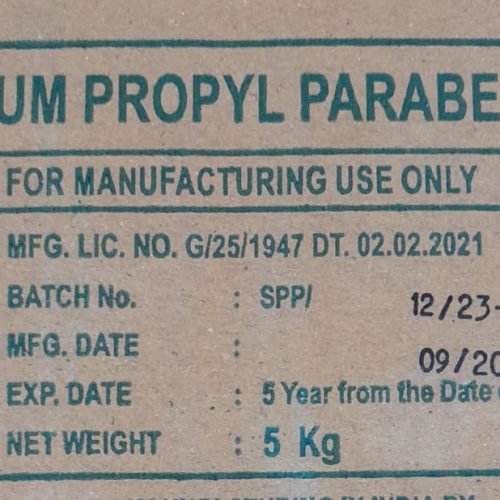 UM PROPYL PARABE
FOR MANUFACTURING USE ONLY
MFG. LIC. NO. G/25/1947 DT. 02.02.2021
BATCH No. : SPP/ 12/23-
MFG. DATE : 09/20
EXP. DATE : 5 Year from the Date
NET WEIGHT : 5 Kg